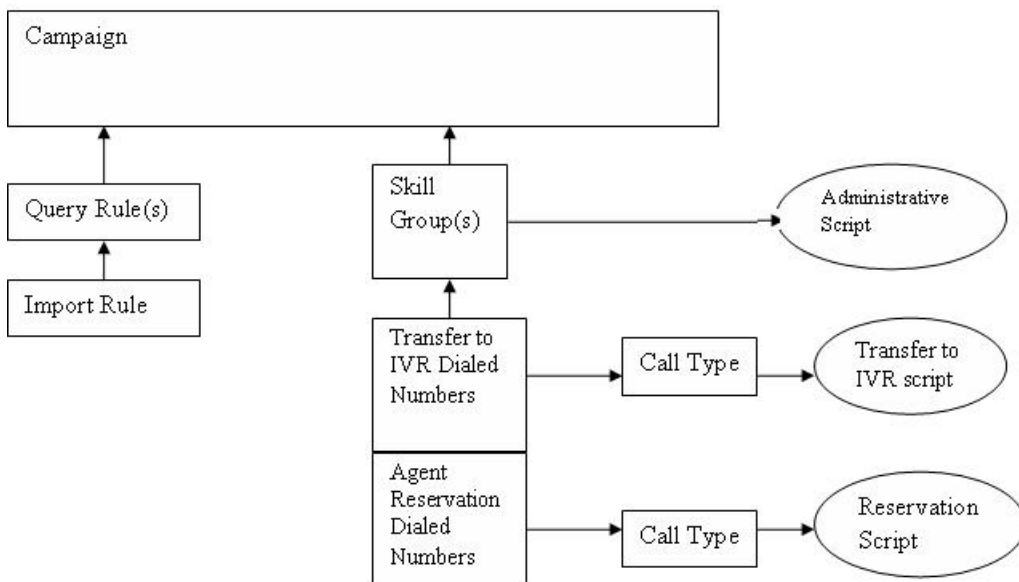 Campaign
Query Rule(s)
Import Rule
Skill
Group(s)
Administrative
Script
Transfer to
IVR Dialed
Numbers
Call Type
Transfer to
IVR script
Agent
Reservation
Dialed
Numbers
Call Type
Reservation
Script